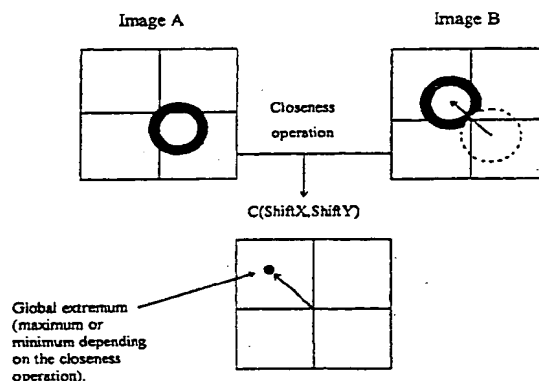 Image A
Image B
Closeness
operation
C(ShiftX,ShiftY)
Global extremum
(maximum or
minimum depending
on the closeness
operation).